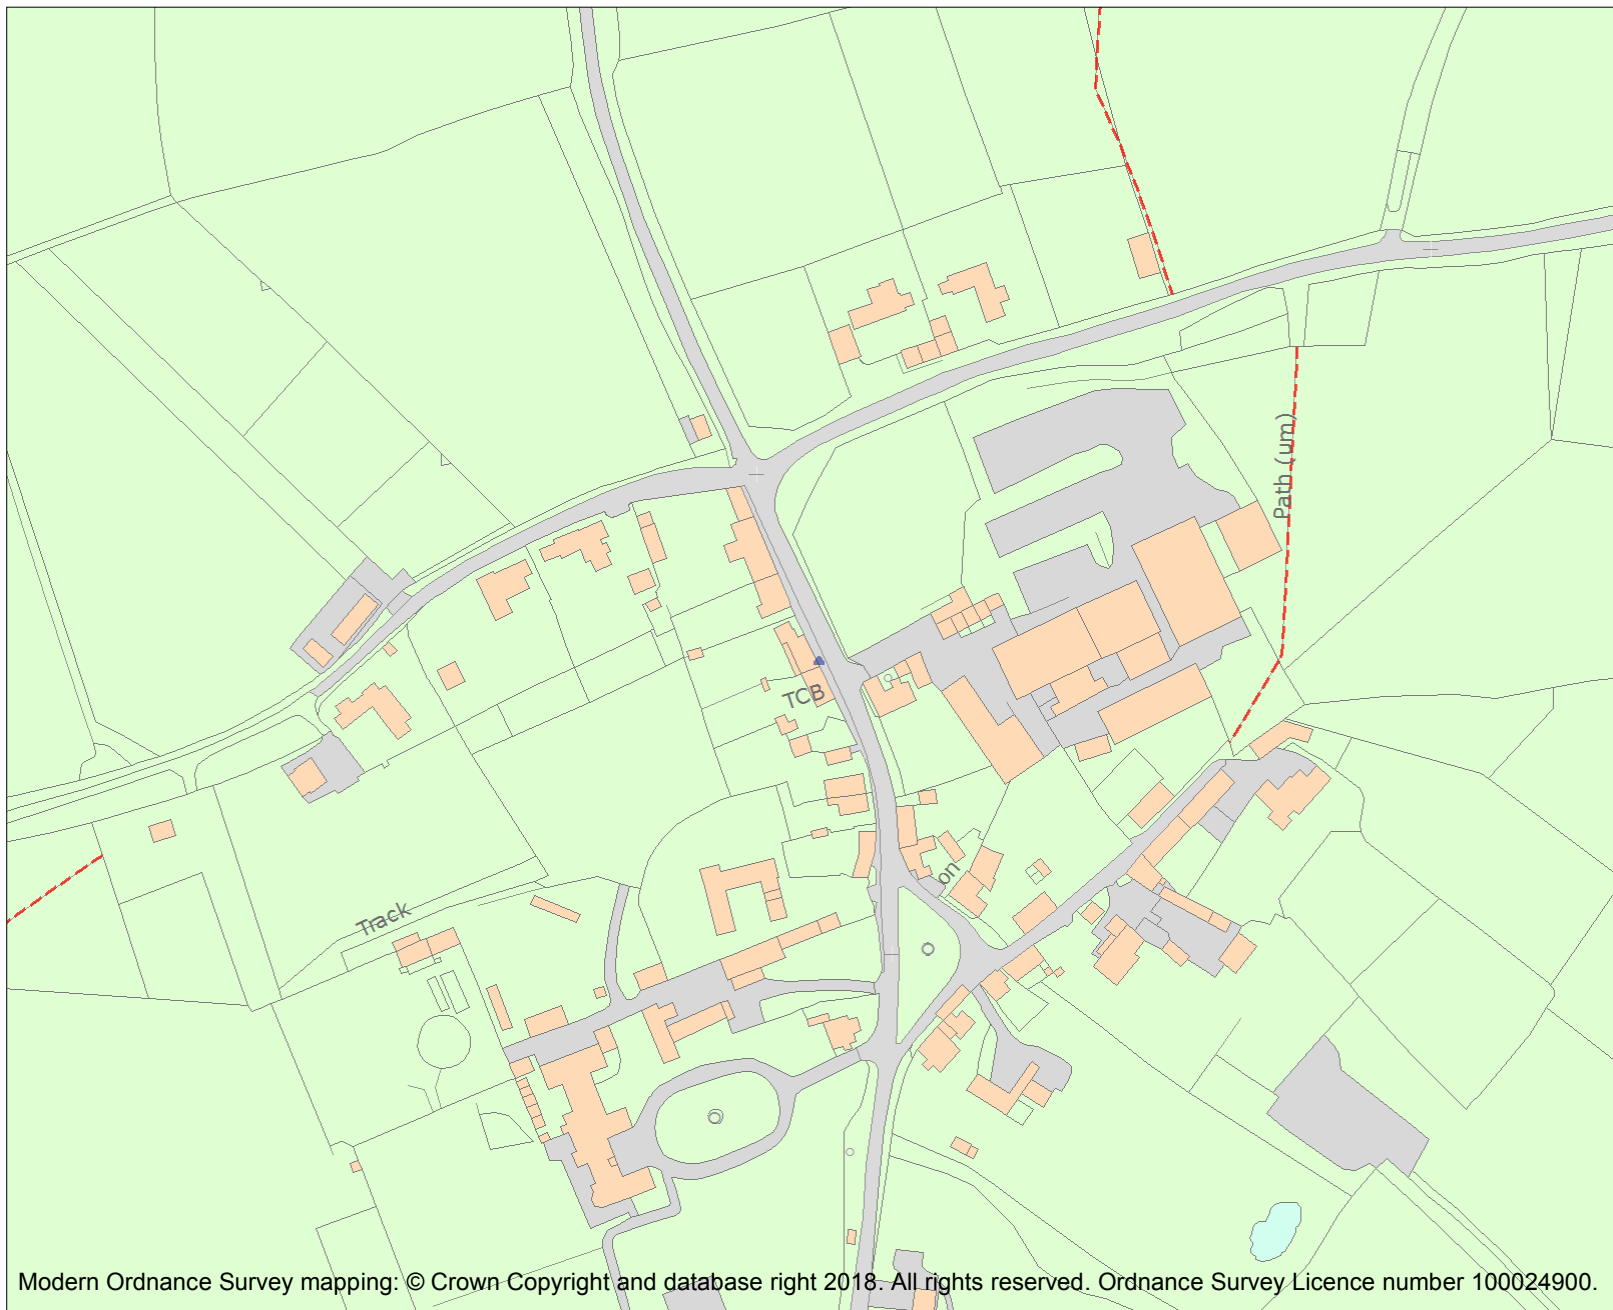 Path (um)
TCB
on
Track
Modern Ordnance Survey mapping: © Crown Copyright and database right 2018. All rights reserved. Ordnance Survey Licence number 100024900.